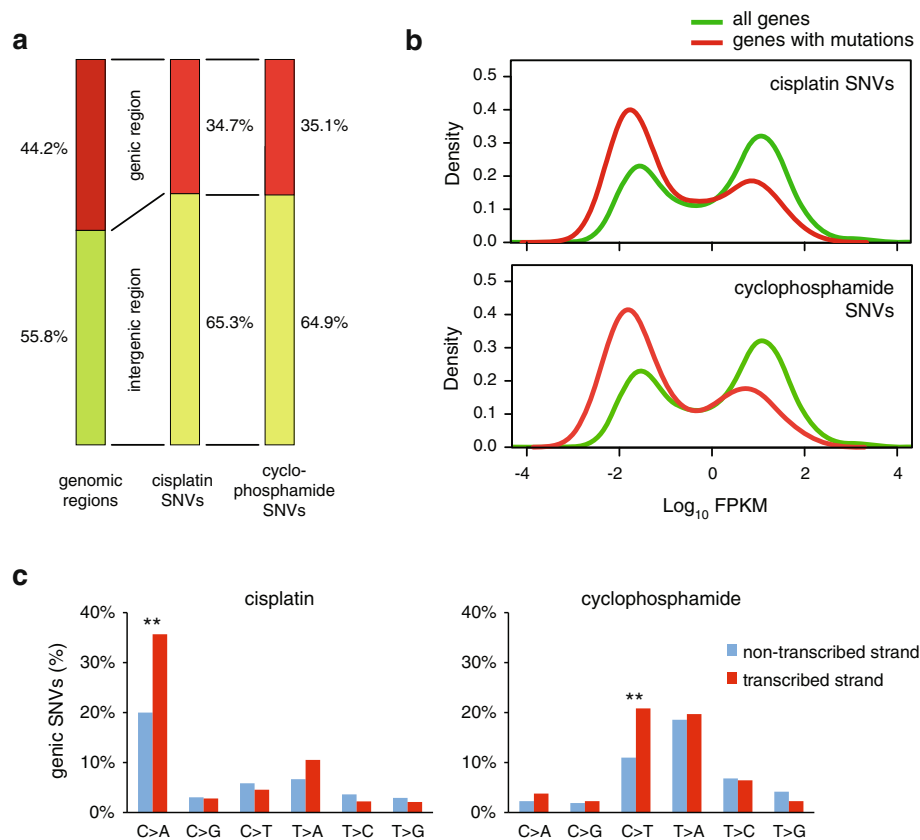 a
44.2%
55.8%
genic region
intergenic region
34.7%
65.3%
35.1%
64.9%
genomic
regions
cisplatin
SNVs
cyclo-
phosphamide
SNVs
b
all genes
genes with mutations
cisplatin SNVs
Density
0.5
0.4
0.3
0.2
0.1
0.0
cyclophosphamide
SNVs
Density
0.5
0.4
0.3
0.2
0.1
0.0
-4 -2 0 2 4
Log10 FPKM
c
cisplatin
genic SNVs (%)
40%
30%
20%
10%
0%
**
C>A C>G C>T T>A T>C T>G
cyclophosphamide
40%
30%
20%
10%
0%
**
C>A C>G C>T T>A T>C T>G
non-transcribed strand
transcribed strand